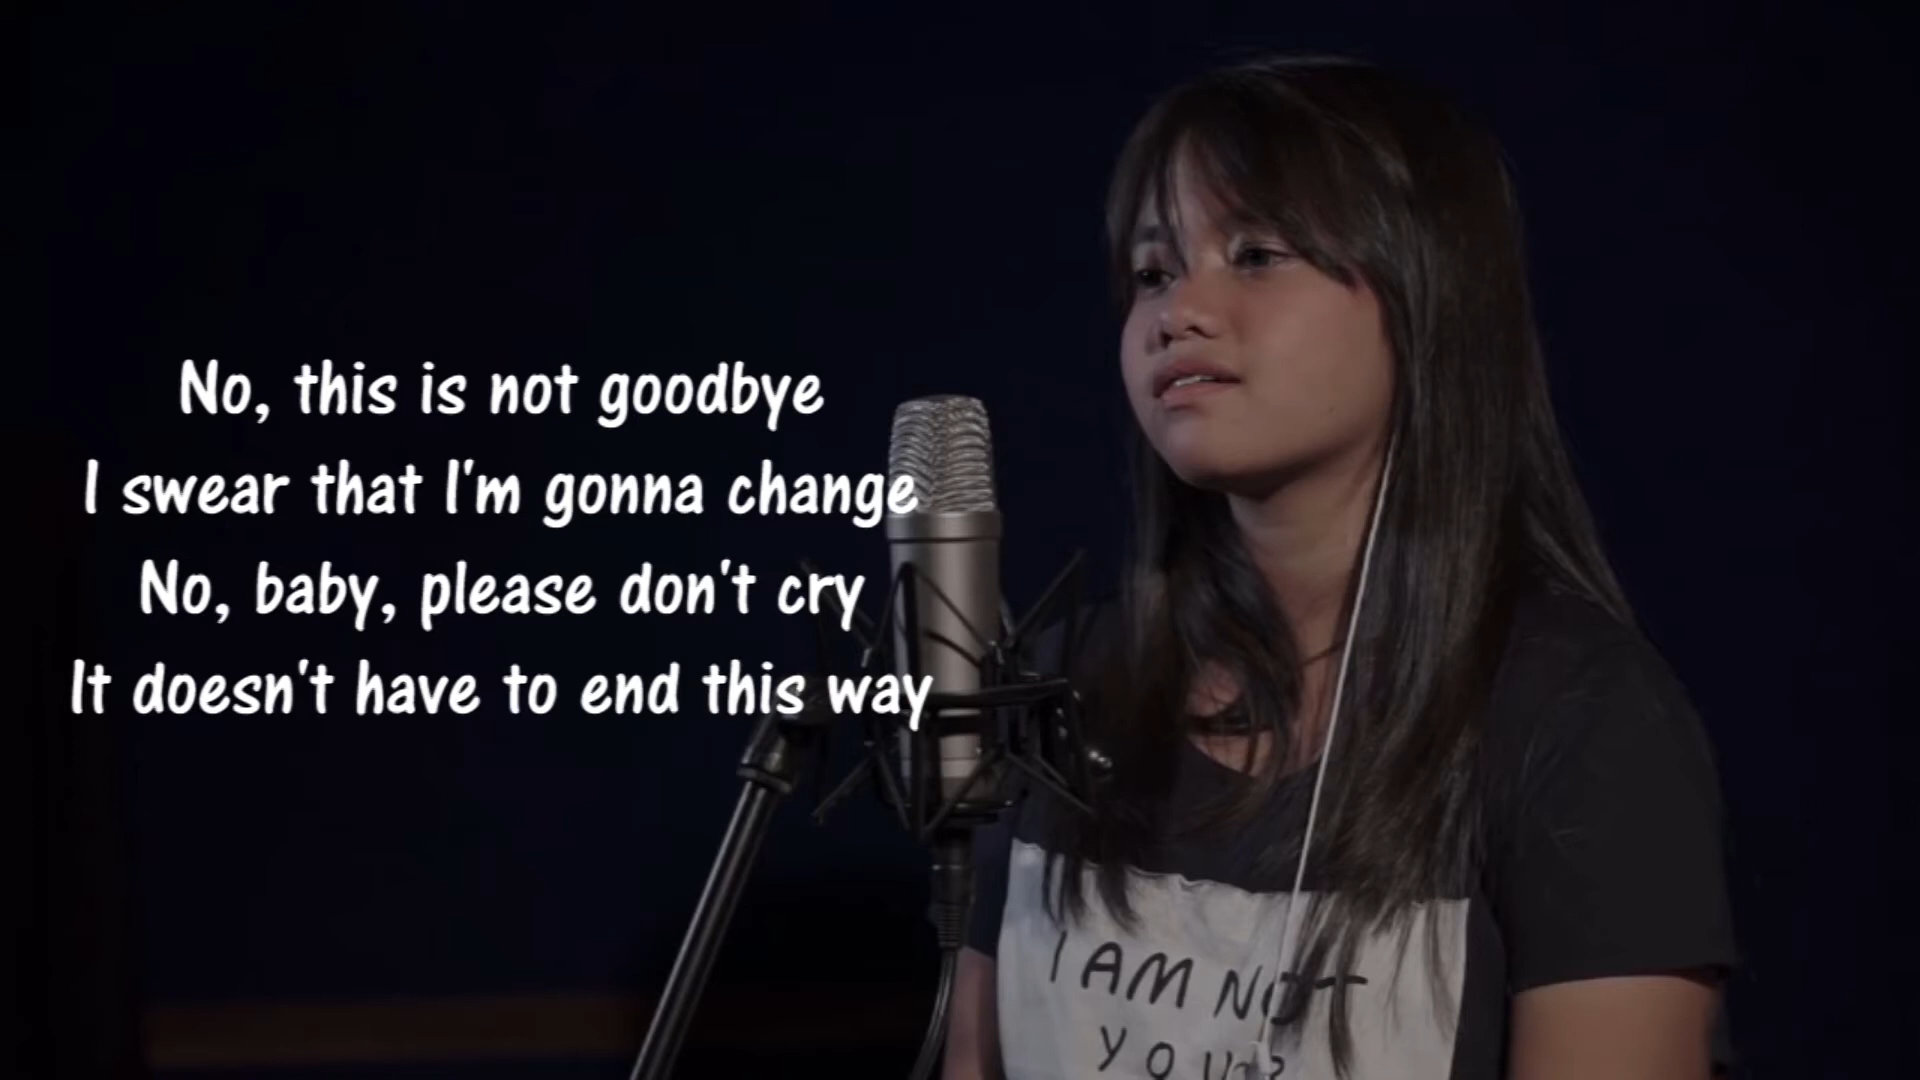 No, this is not goodbye
I swear that I'm gonna change
No, baby, please don't cry
It doesn't have to end this way
I AM NOT